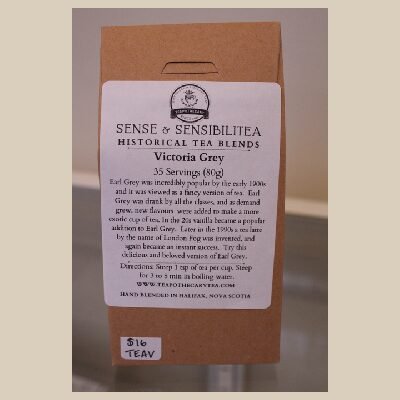 SENSE & SENSIBILITEA
HISTORICAL TEA BLENDS
Victoria Grey
35 Servings (80g)
Earl Grey was incredibly popular by the early 1900s
and it was viewed as a fancy version of tea. Earl
Grey was drank by all the classes, and as demand
grew, new flavours were added to make a more
exotic cup of tea. In the 20s vanilla became a popular
addition to Earl Grey. Later in the 1990s a tea latte
by the name of London Fog was invented, and
again became an instant success. Try this
delicious and beloved version of Earl Grey.
Directions: Steep 1 tsp of tea per cup. Steep
for 3 to 5 min in boiling water.
WWW.TEAPOTHECARYTEA.COM
HAND BLENDED IN HALIFAX, NOVA SCOTIA
$16
TEAV